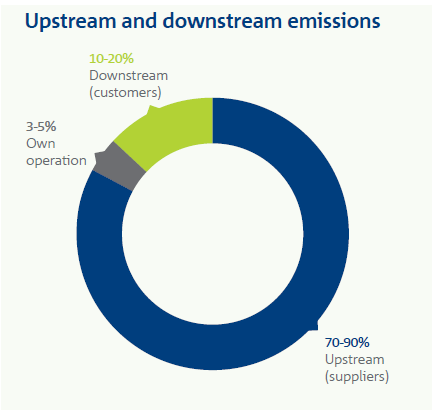 Upstream and downstream emissions
10-20%
Downstream
(customers)
3-5%
Own
operation
70-90%
Upstream
(suppliers)